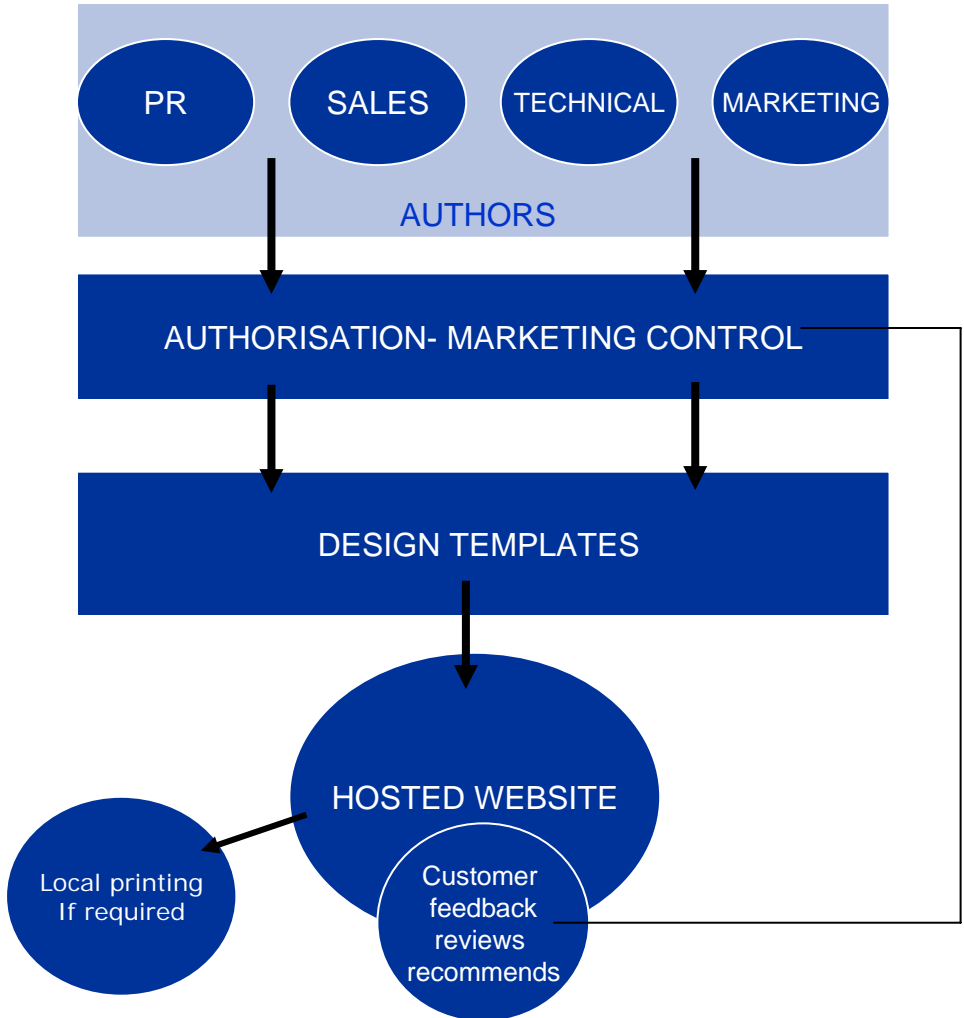 PR
SALES
TECHNICAL
MARKETING
AUTHORS
AUTHORISATION- MARKETING CONTROL
DESIGN TEMPLATES
HOSTED WEBSITE
Local printing
If required
Customer
feedback
reviews
recommends